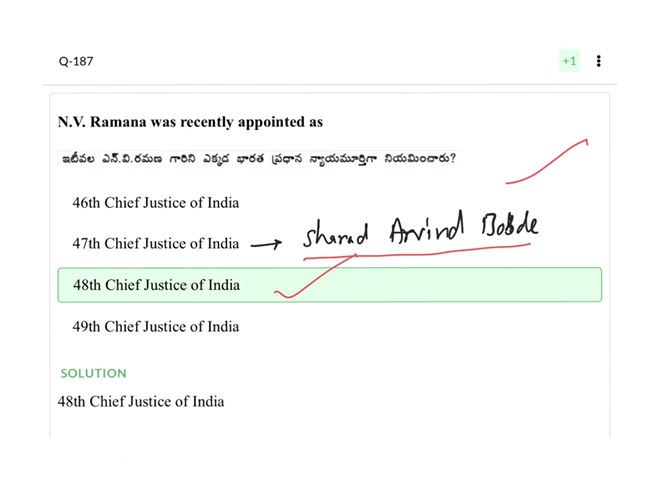 Q-187
+1
N.V. Ramana was recently appointed as
ఇటీవల ఎన్.వి.రమణ గారిని ఎక్కడ భారత ప్రధాన న్యాయమూర్తిగా నియమించారు?
46th Chief Justice of India
47th Chief Justice of India → Sharad Arvind Bobde
48th Chief Justice of India
49th Chief Justice of India
SOLUTION
48th Chief Justice of India